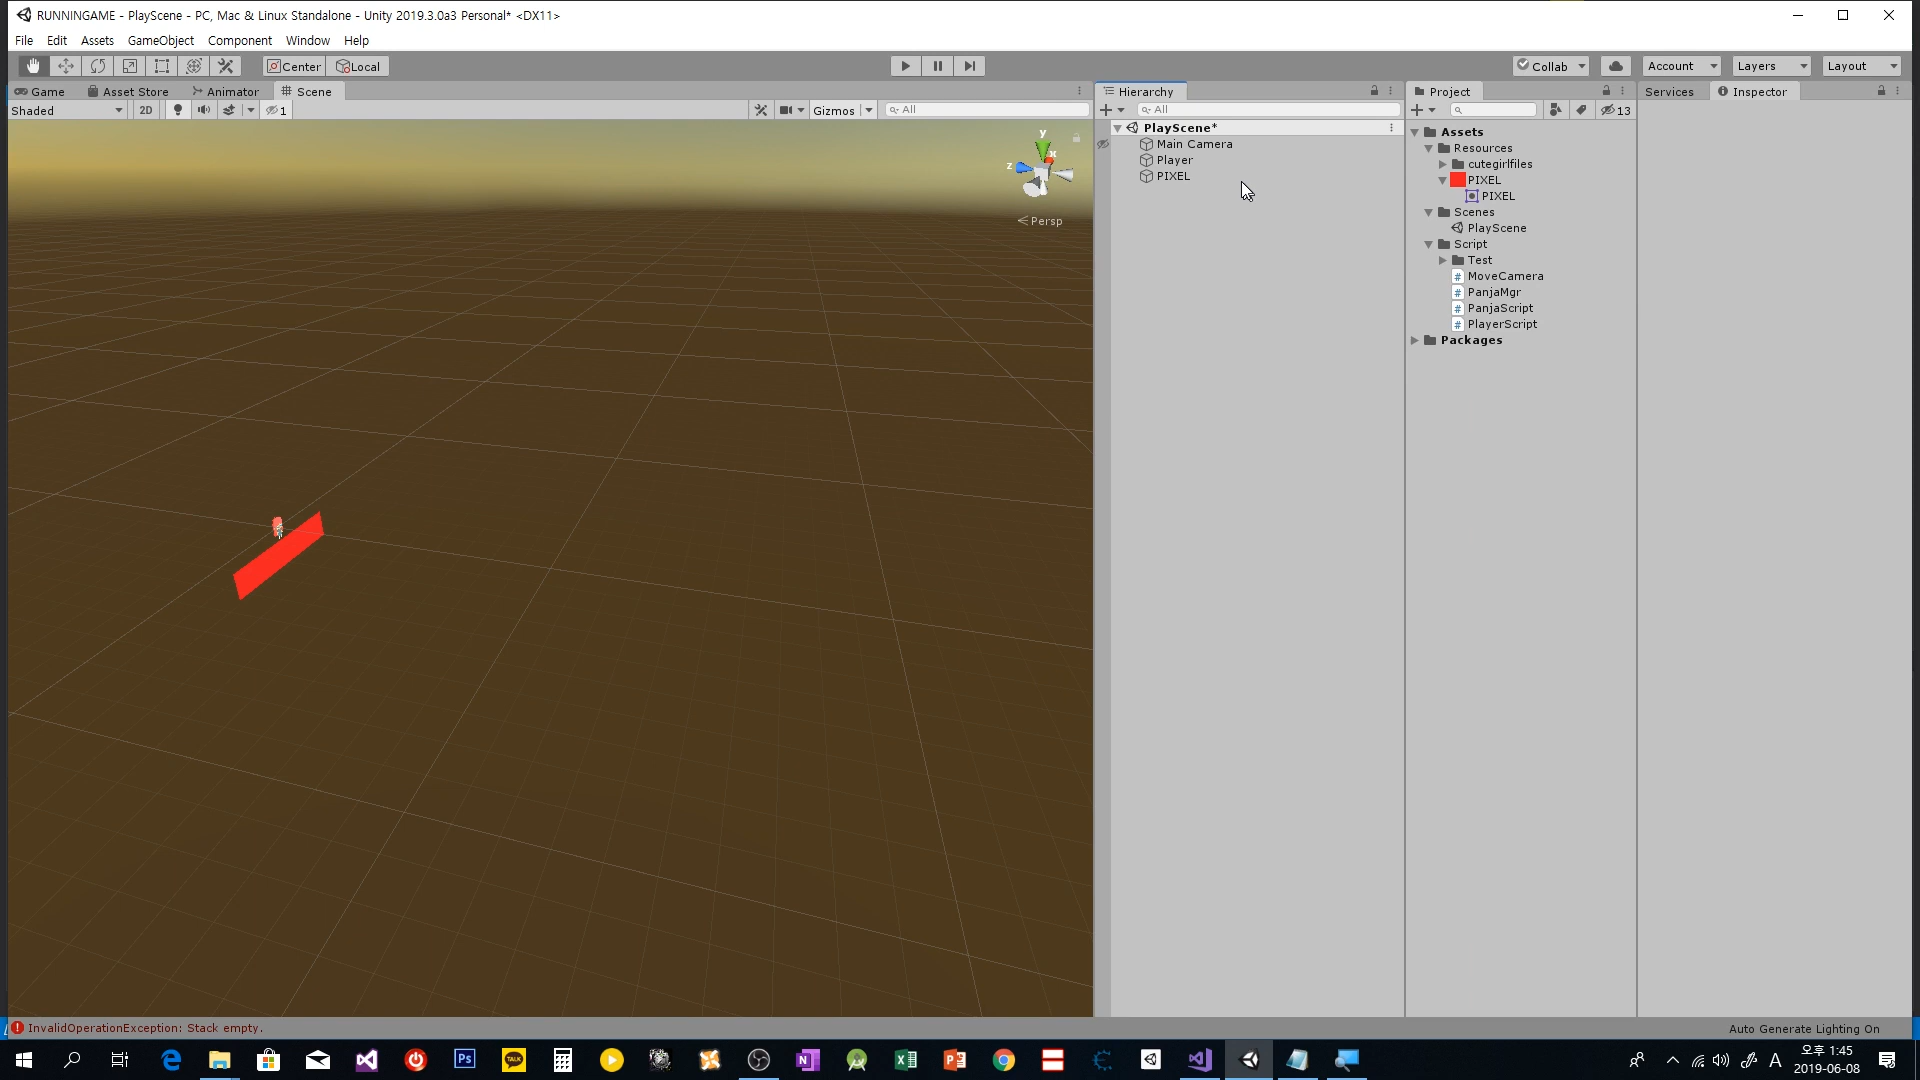 RUNNINGAME - PlayScene - PC, Mac & Linux Standalone - Unity 2019.3.0a3 Personal* <DX11>
File Edit Assets GameObject Component Window Help
Center Local Collab Account Layers Layout
Game Asset Store Animator Scene
Shaded 2D 1 Gizmos All
y
x
z
Persp
Hierarchy
All
PlayScene*
Main Camera
Player
PIXEL
Project
13
Assets
Resources
cutegirlfiles
PIXEL
PIXEL
Scenes
PlayScene
Script
Test
# MoveCamera
# PanjaMgr
# PanjaScript
# PlayerScript
Packages
Services Inspector
InvalidOperationException: Stack empty.
Auto Generate Lighting On
Ps TALK N X P A
오후 1:45
2019-06-08